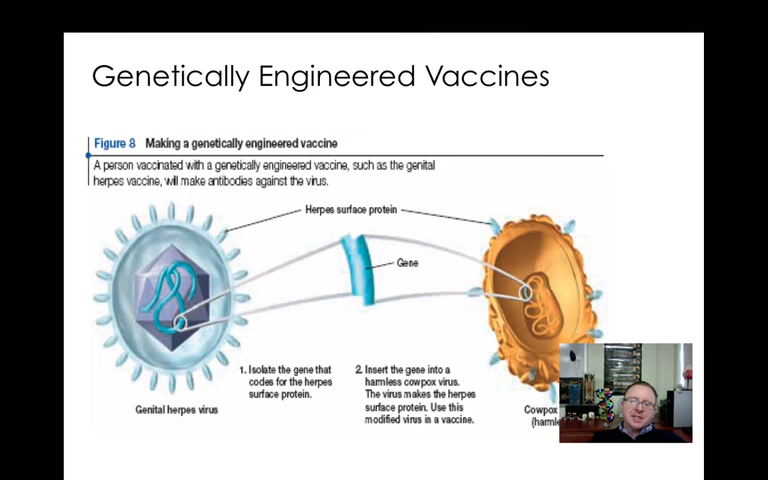 Genetically Engineered Vaccines
Figure 8 Making a genetically engineered vaccine
A person vaccinated with a genetically engineered vaccine, such as the genital
herpes vaccine, will make antibodies against the virus.
Herpes surface protein
Gene
1. Isolate the gene that
codes for the herpes
surface protein.
2. Insert the gene into a
harmless cowpox virus.
The virus makes the herpes
surface protein. Use this
modified virus in a vaccine.
Genital herpes virus
Cowpox